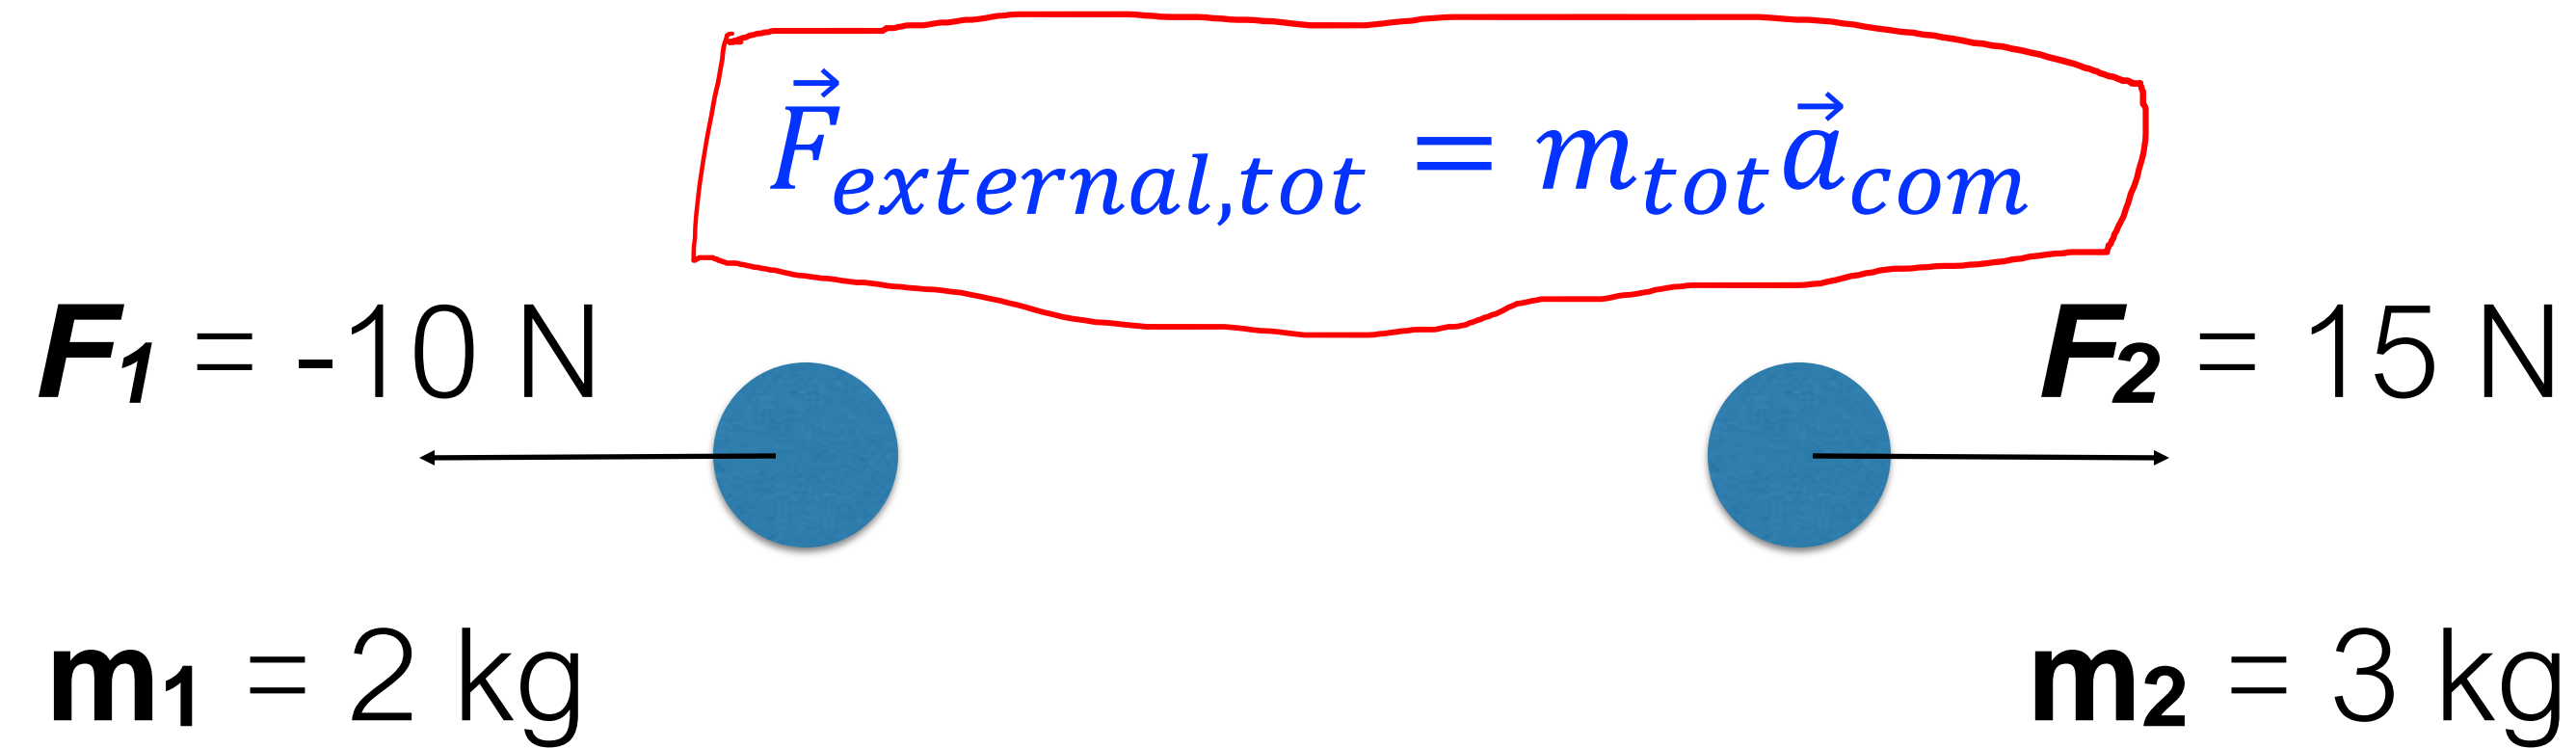 F⃗external,tot = mtot a⃗com
F1 = -10 N
F2 = 15 N
m1 = 2 kg
m2 = 3 kg